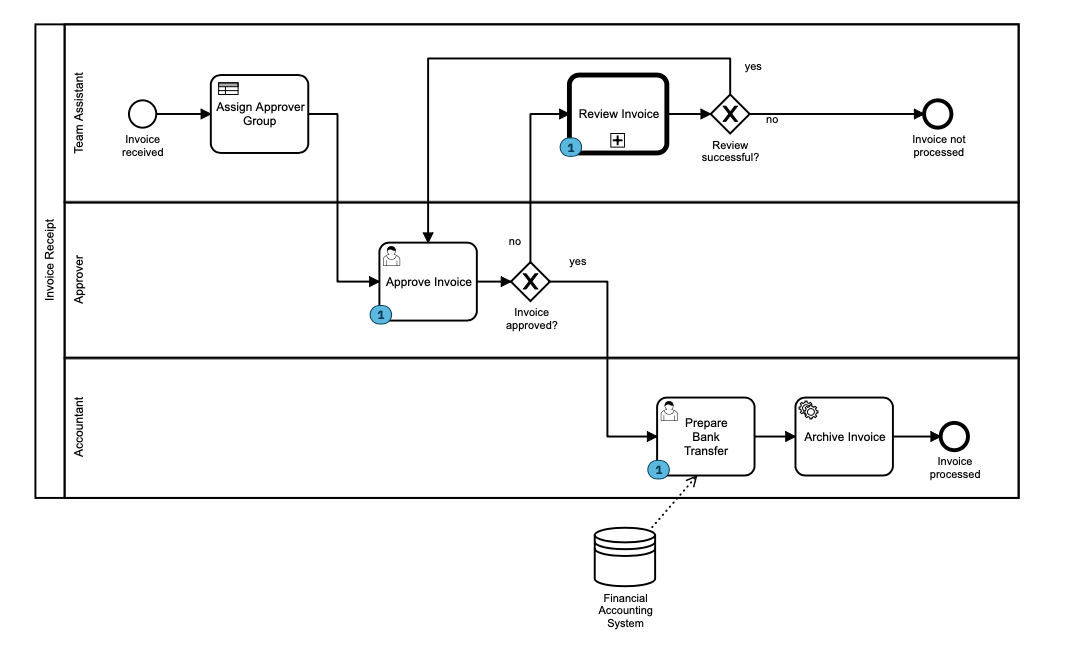 Invoice Receipt
Team Assistant
Invoice
received
Assign Approver
Group
Review Invoice
1
yes
no
Review
successful?
Invoice not
processed
Approver
Approve Invoice
1
no
yes
Invoice
approved?
Accountant
Prepare
Bank
Transfer
1
Archive Invoice
Invoice
processed
Financial
Accounting
System